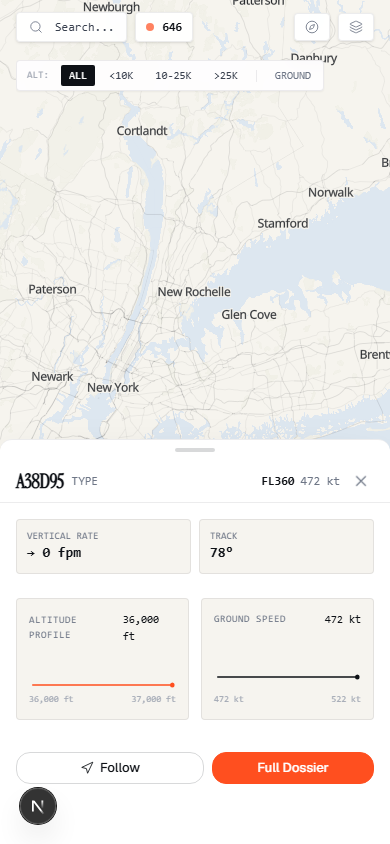 Newburgh
Paterson
Search...
646
Danbury
ALT:
ALL
<10K
10-25K
>25K
GROUND
Cortlandt
Norwalk
Stamford
Paterson
New Rochelle
Glen Cove
Brent
Newark
New York
A38D95
TYPE
FL360 472 kt
VERTICAL RATE
→ 0 fpm
TRACK
78°
ALTITUDE
PROFILE
36,000
ft
36,000 ft
37,000 ft
GROUND SPEED
472 kt
472 kt
522 kt
Follow
Full Dossier
N